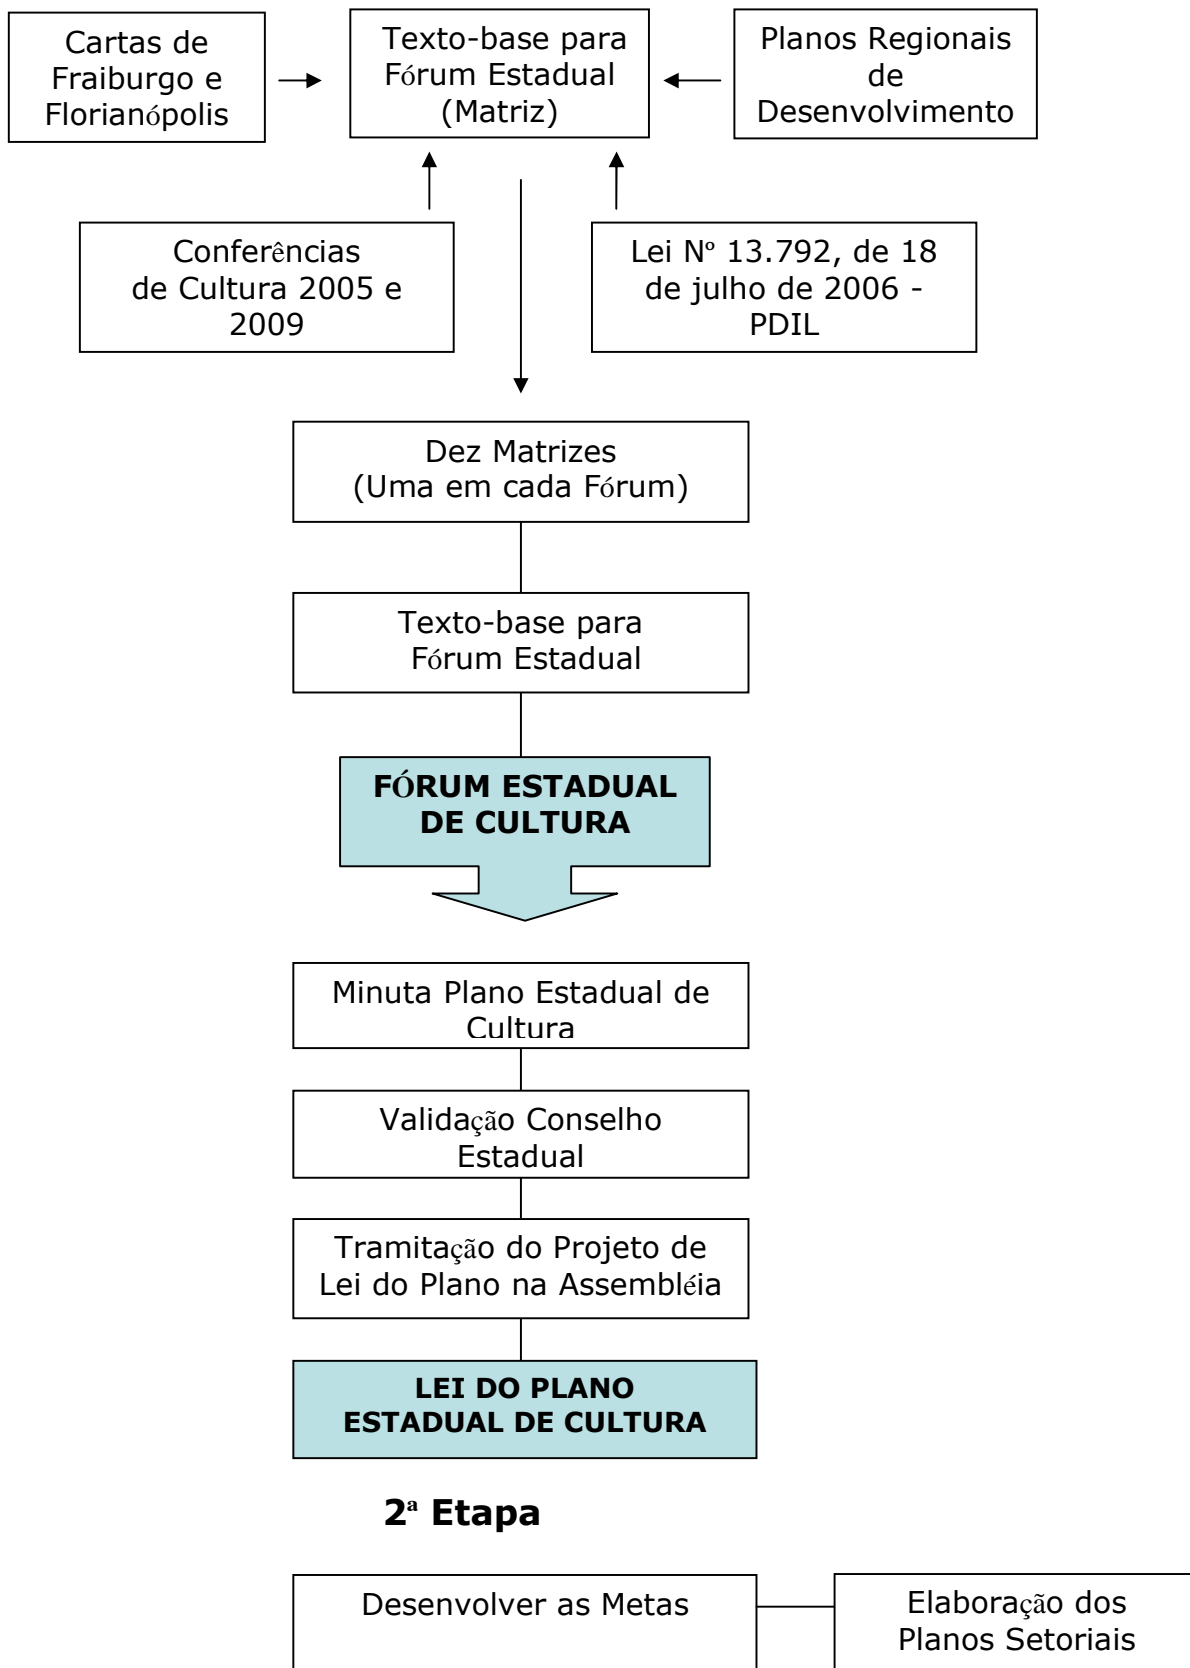 Cartas de
Fraiburgo e
Florianópolis
Texto-base para
Fórum Estadual
(Matriz)
Planos Regionais
de
Desenvolvimento
Conferências
de Cultura 2005 e
2009
Lei Nº 13.792, de 18
de julho de 2006 -
PDIL
Dez Matrizes
(Uma em cada Fórum)
Texto-base para
Fórum Estadual
FÓRUM ESTADUAL
DE CULTURA
Minuta Plano Estadual de
Cultura
Validação Conselho
Estadual
Tramitação do Projeto de
Lei do Plano na Assembléia
LEI DO PLANO
ESTADUAL DE CULTURA
2ª Etapa
Desenvolver as Metas
Elaboração dos
Planos Setoriais